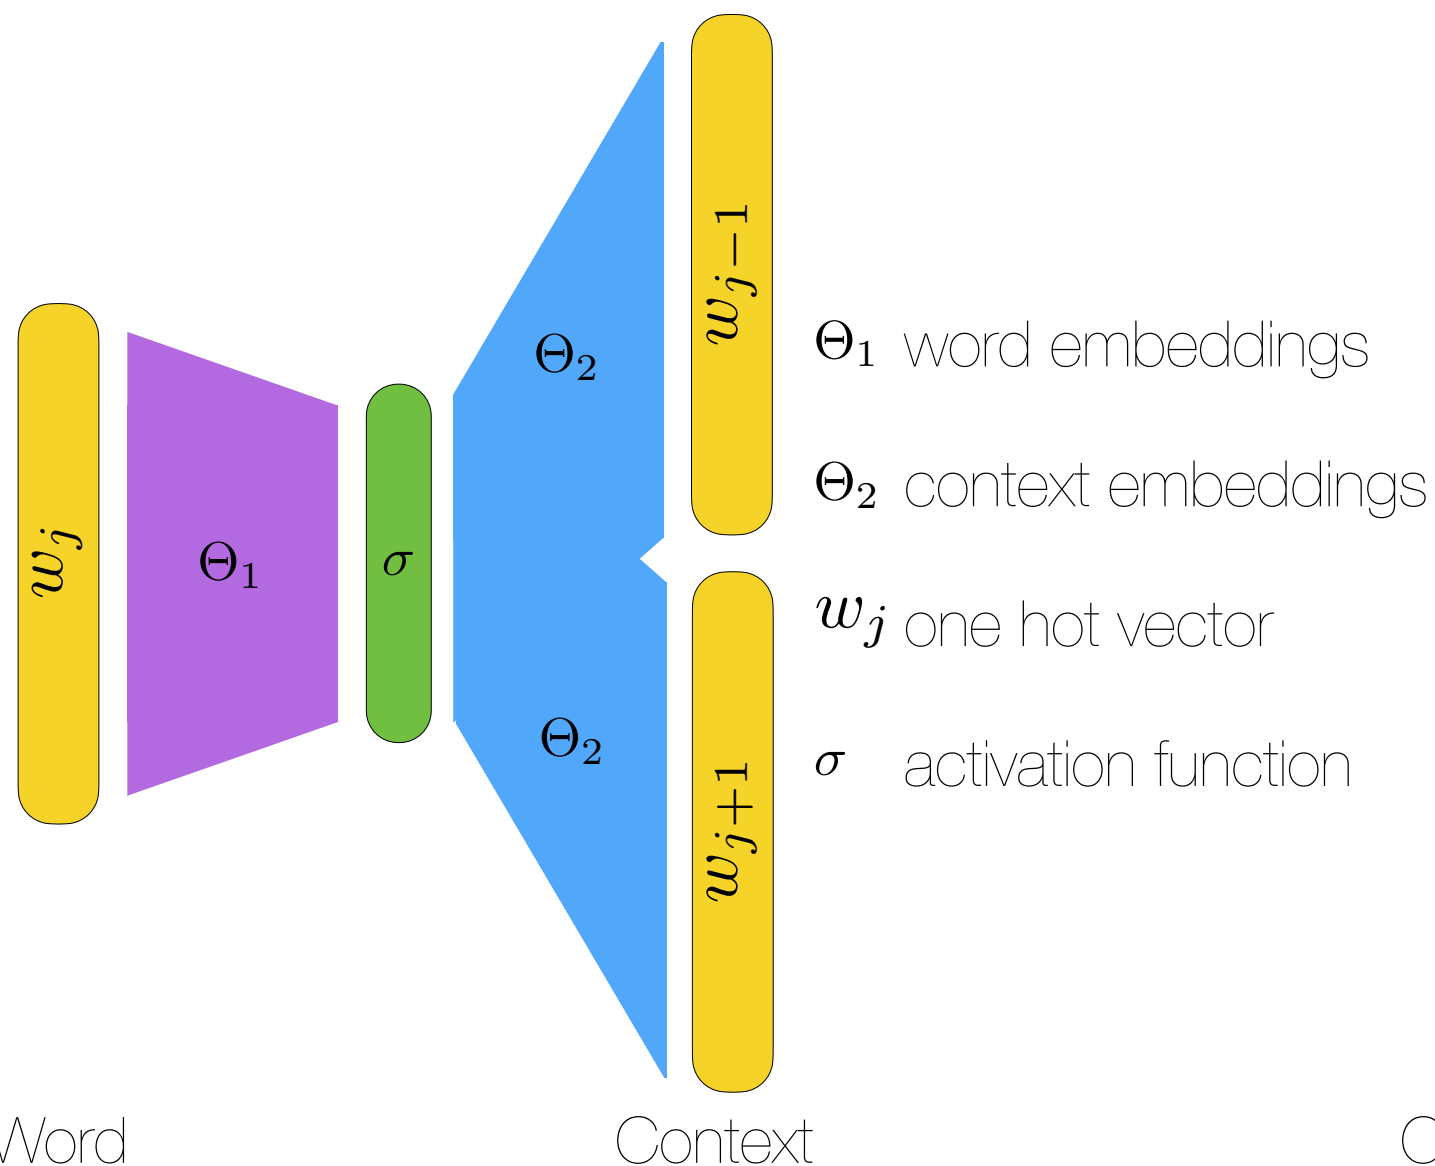 w_j
Θ_1
σ
Θ_2
Θ_2
w_{j−1}
w_{j+1}
Θ_1 word embeddings
Θ_2 context embeddings
w_j one hot vector
σ activation function
Word
Context